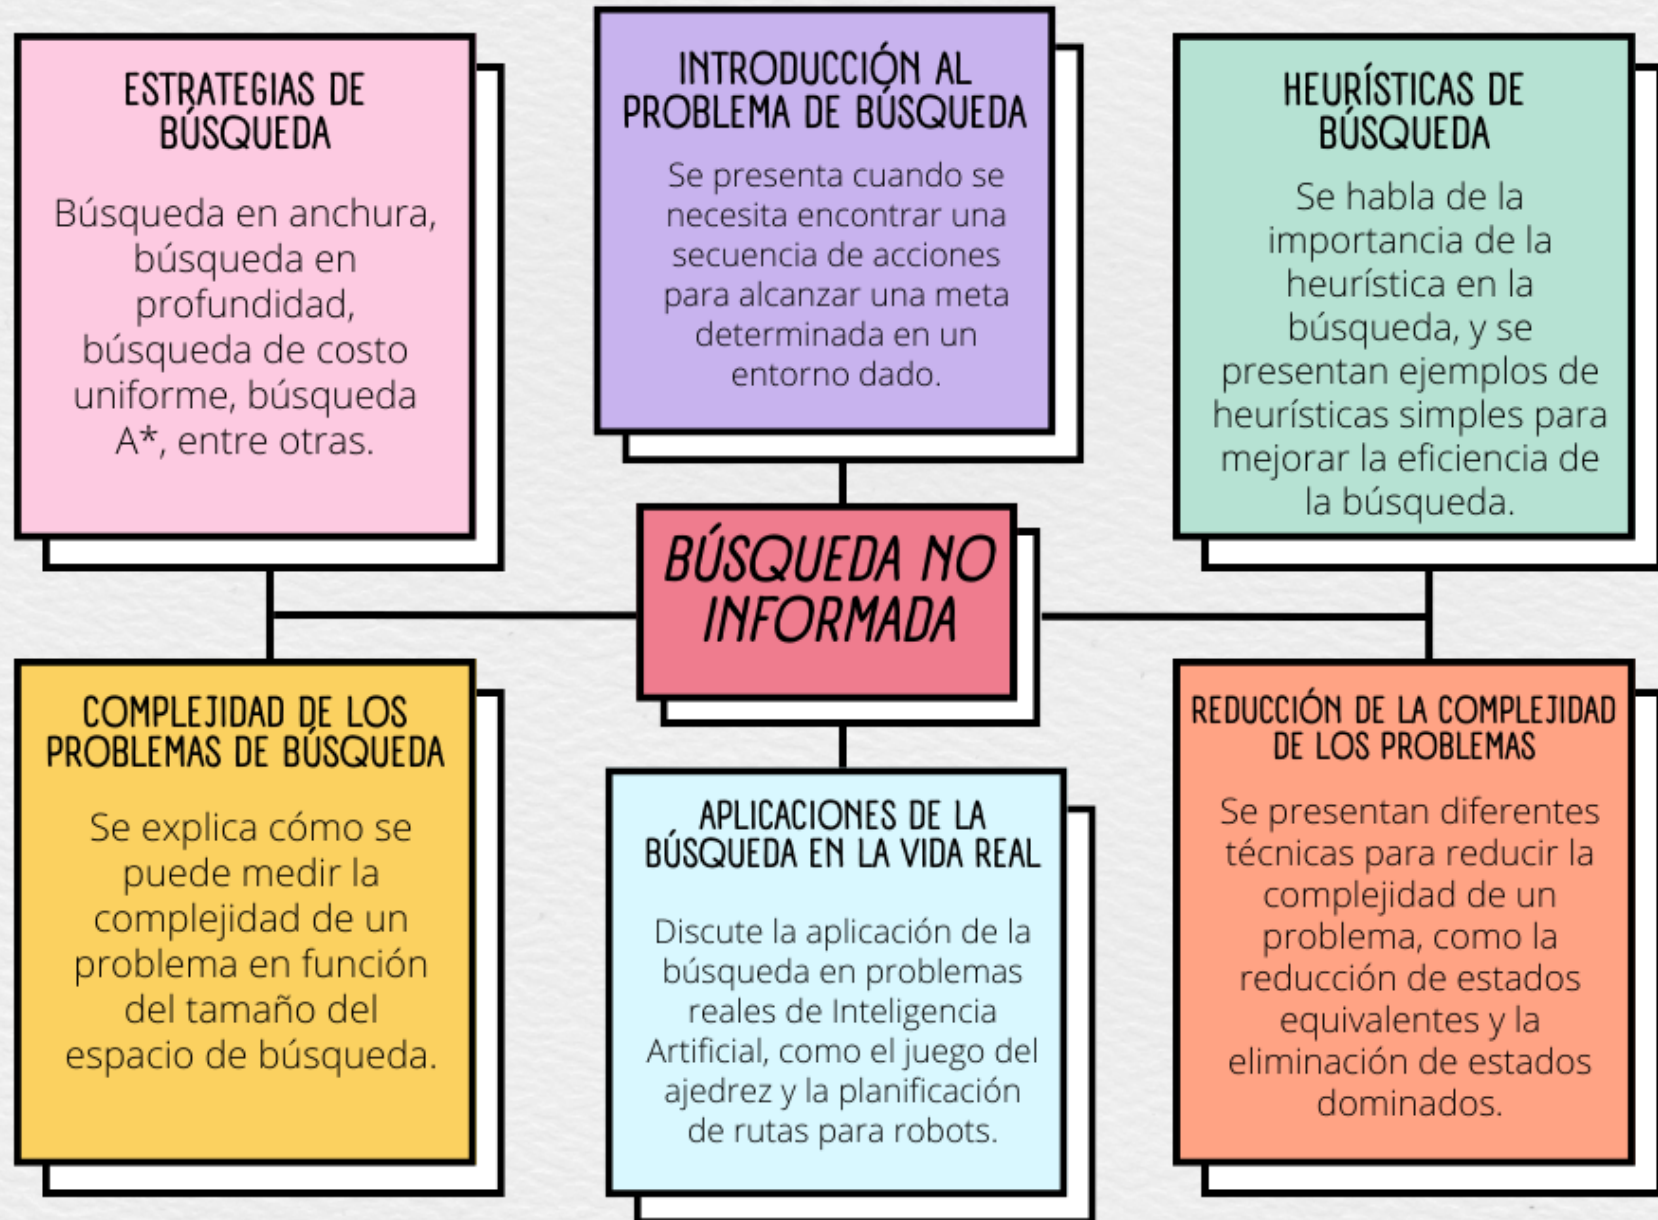 ESTRATEGIAS DE
BÚSQUEDA
Búsqueda en anchura,
búsqueda en
profundidad,
búsqueda de costo
uniforme, búsqueda
A*, entre otras.
INTRODUCCIÓN AL
PROBLEMA DE BÚSQUEDA
Se presenta cuando se
necesita encontrar una
secuencia de acciones
para alcanzar una meta
determinada en un
entorno dado.
HEURÍSTICAS DE
BÚSQUEDA
Se habla de la
importancia de la
heurística en la
búsqueda, y se
presentan ejemplos de
heurísticas simples para
mejorar la eficiencia de
la búsqueda.
BÚSQUEDA NO
INFORMADA
COMPLEJIDAD DE LOS
PROBLEMAS DE BÚSQUEDA
Se explica cómo se
puede medir la
complejidad de un
problema en función
del tamaño del
espacio de búsqueda.
APLICACIONES DE LA
BÚSQUEDA EN LA VIDA REAL
Discute la aplicación de la
búsqueda en problemas
reales de Inteligencia
Artificial, como el juego del
ajedrez y la planificación
de rutas para robots.
REDUCCIÓN DE LA COMPLEJIDAD
DE LOS PROBLEMAS
Se presentan diferentes
técnicas para reducir la
complejidad de un
problema, como la
reducción de estados
equivalentes y la
eliminación de estados
dominados.